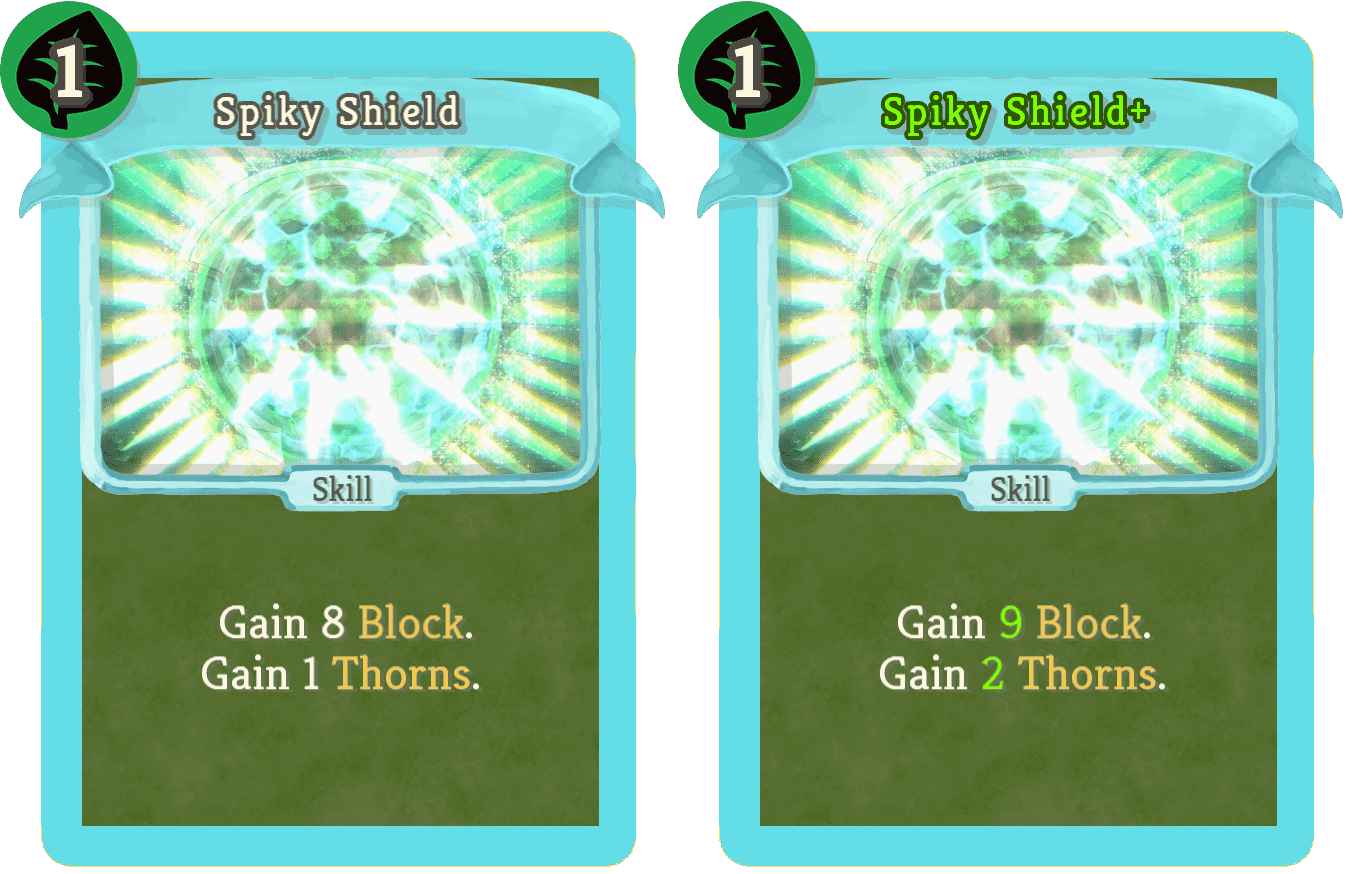 1
Spiky Shield
Skill
Gain 8 Block.
Gain 1 Thorns.
1
Spiky Shield+
Skill
Gain 9 Block.
Gain 2 Thorns.